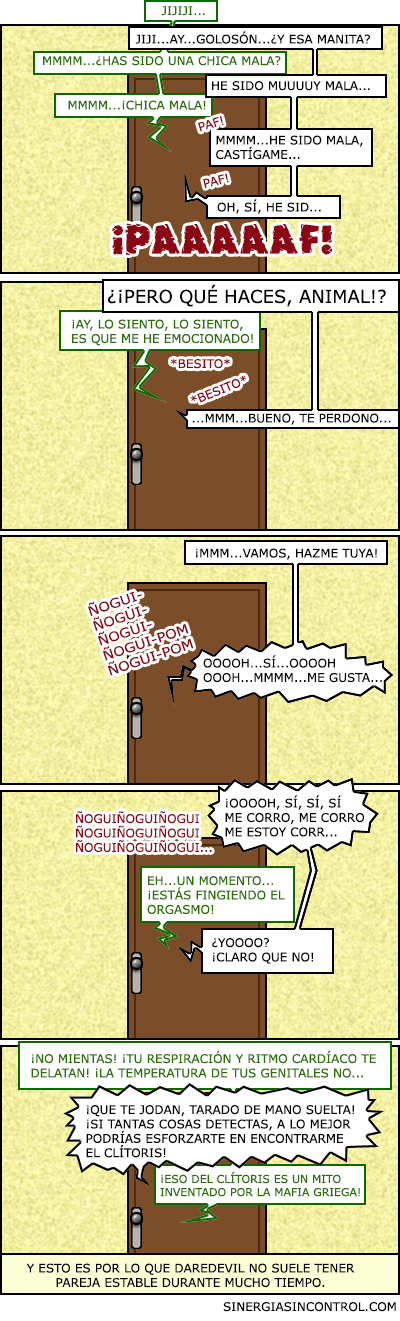 JIJIJI...
JIJI...AY...GOLOSÓN...¿Y ESA MANITA?
MMMM...¿HAS SIDO UNA CHICA MALA?
HE SIDO MUUUUY MALA...
MMMM...¡CHICA MALA!
PAF!
MMMM...HE SIDO MALA,
CASTÍGAME...
PAF!
OH, SÍ, HE SID...
¡PAAAAAF!
¿¡PERO QUÉ HACES, ANIMAL!?
¡AY, LO SIENTO, LO SIENTO,
ES QUE ME HE EMOCIONADO!
*BESITO*
*BESITO*
...MMM...BUENO, TE PERDONO...
¡MMM...VAMOS, HAZME TUYA!
ÑOGUI-
ÑOGUI-
ÑOGUI-
ÑOGUI-POM
ÑOGUI-POM
OOOOH...SÍ...OOOOH
OOOH...MMMM...ME GUSTA...
ÑOGUIÑOGUIÑOGUI
ÑOGUIÑOGUIÑOGUI
ÑOGUIÑOGUIÑOGUI...
¡OOOOH, SÍ, SÍ, SÍ
ME CORRO, ME CORRO
ME ESTOY CORR...
EH...UN MOMENTO...
¡ESTÁS FINGIENDO EL
ORGASMO!
¿YOOOO?
¡CLARO QUE NO!
¡NO MIENTAS! ¡TU RESPIRACIÓN Y RITMO CARDÍACO TE
DELATAN! ¡LA TEMPERATURA DE TUS GENITALES NO...
¡QUE TE JODAN, TARADO DE MANO SUELTA!
¡SI TANTAS COSAS DETECTAS, A LO MEJOR
PODRÍAS ESFORZARTE EN ENCONTRARME
EL CLÍTORIS!
¡ESO DEL CLÍTORIS ES UN MITO
INVENTADO POR LA MAFIA GRIEGA!
Y ESTO ES POR LO QUE DAREDEVIL NO SUELE TENER
PAREJA ESTABLE DURANTE MUCHO TIEMPO.
SINERGIASINCONTROL.COM